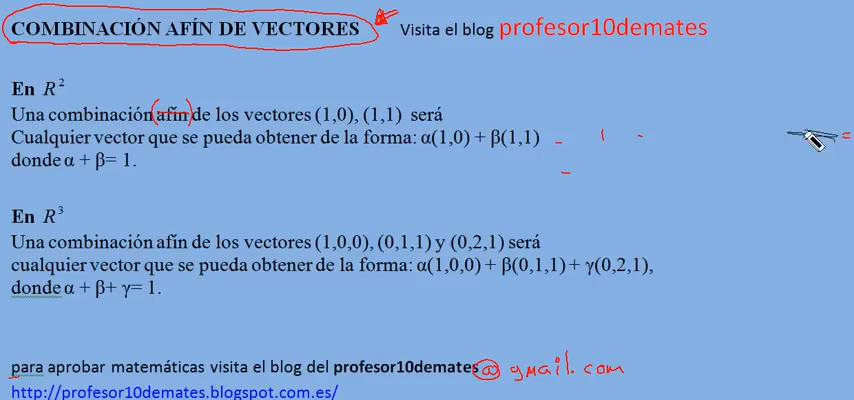 COMBINACIÓN AFÍN DE VECTORES Visita el blog profesor10demates
En R²
Una combinación (afín) de los vectores (1,0), (1,1) será
Cualquier vector que se pueda obtener de la forma: α(1,0) + β(1,1)
donde α + β= 1.
En R³
Una combinación afín de los vectores (1,0,0), (0,1,1) y (0,2,1) será
cualquier vector que se pueda obtener de la forma: α(1,0,0) + β(0,1,1) + γ(0,2,1),
donde α + β+ γ= 1.
para aprobar matemáticas visita el blog del profesor10demates@gmail.com
http://profesor10demates.blogspot.com.es/